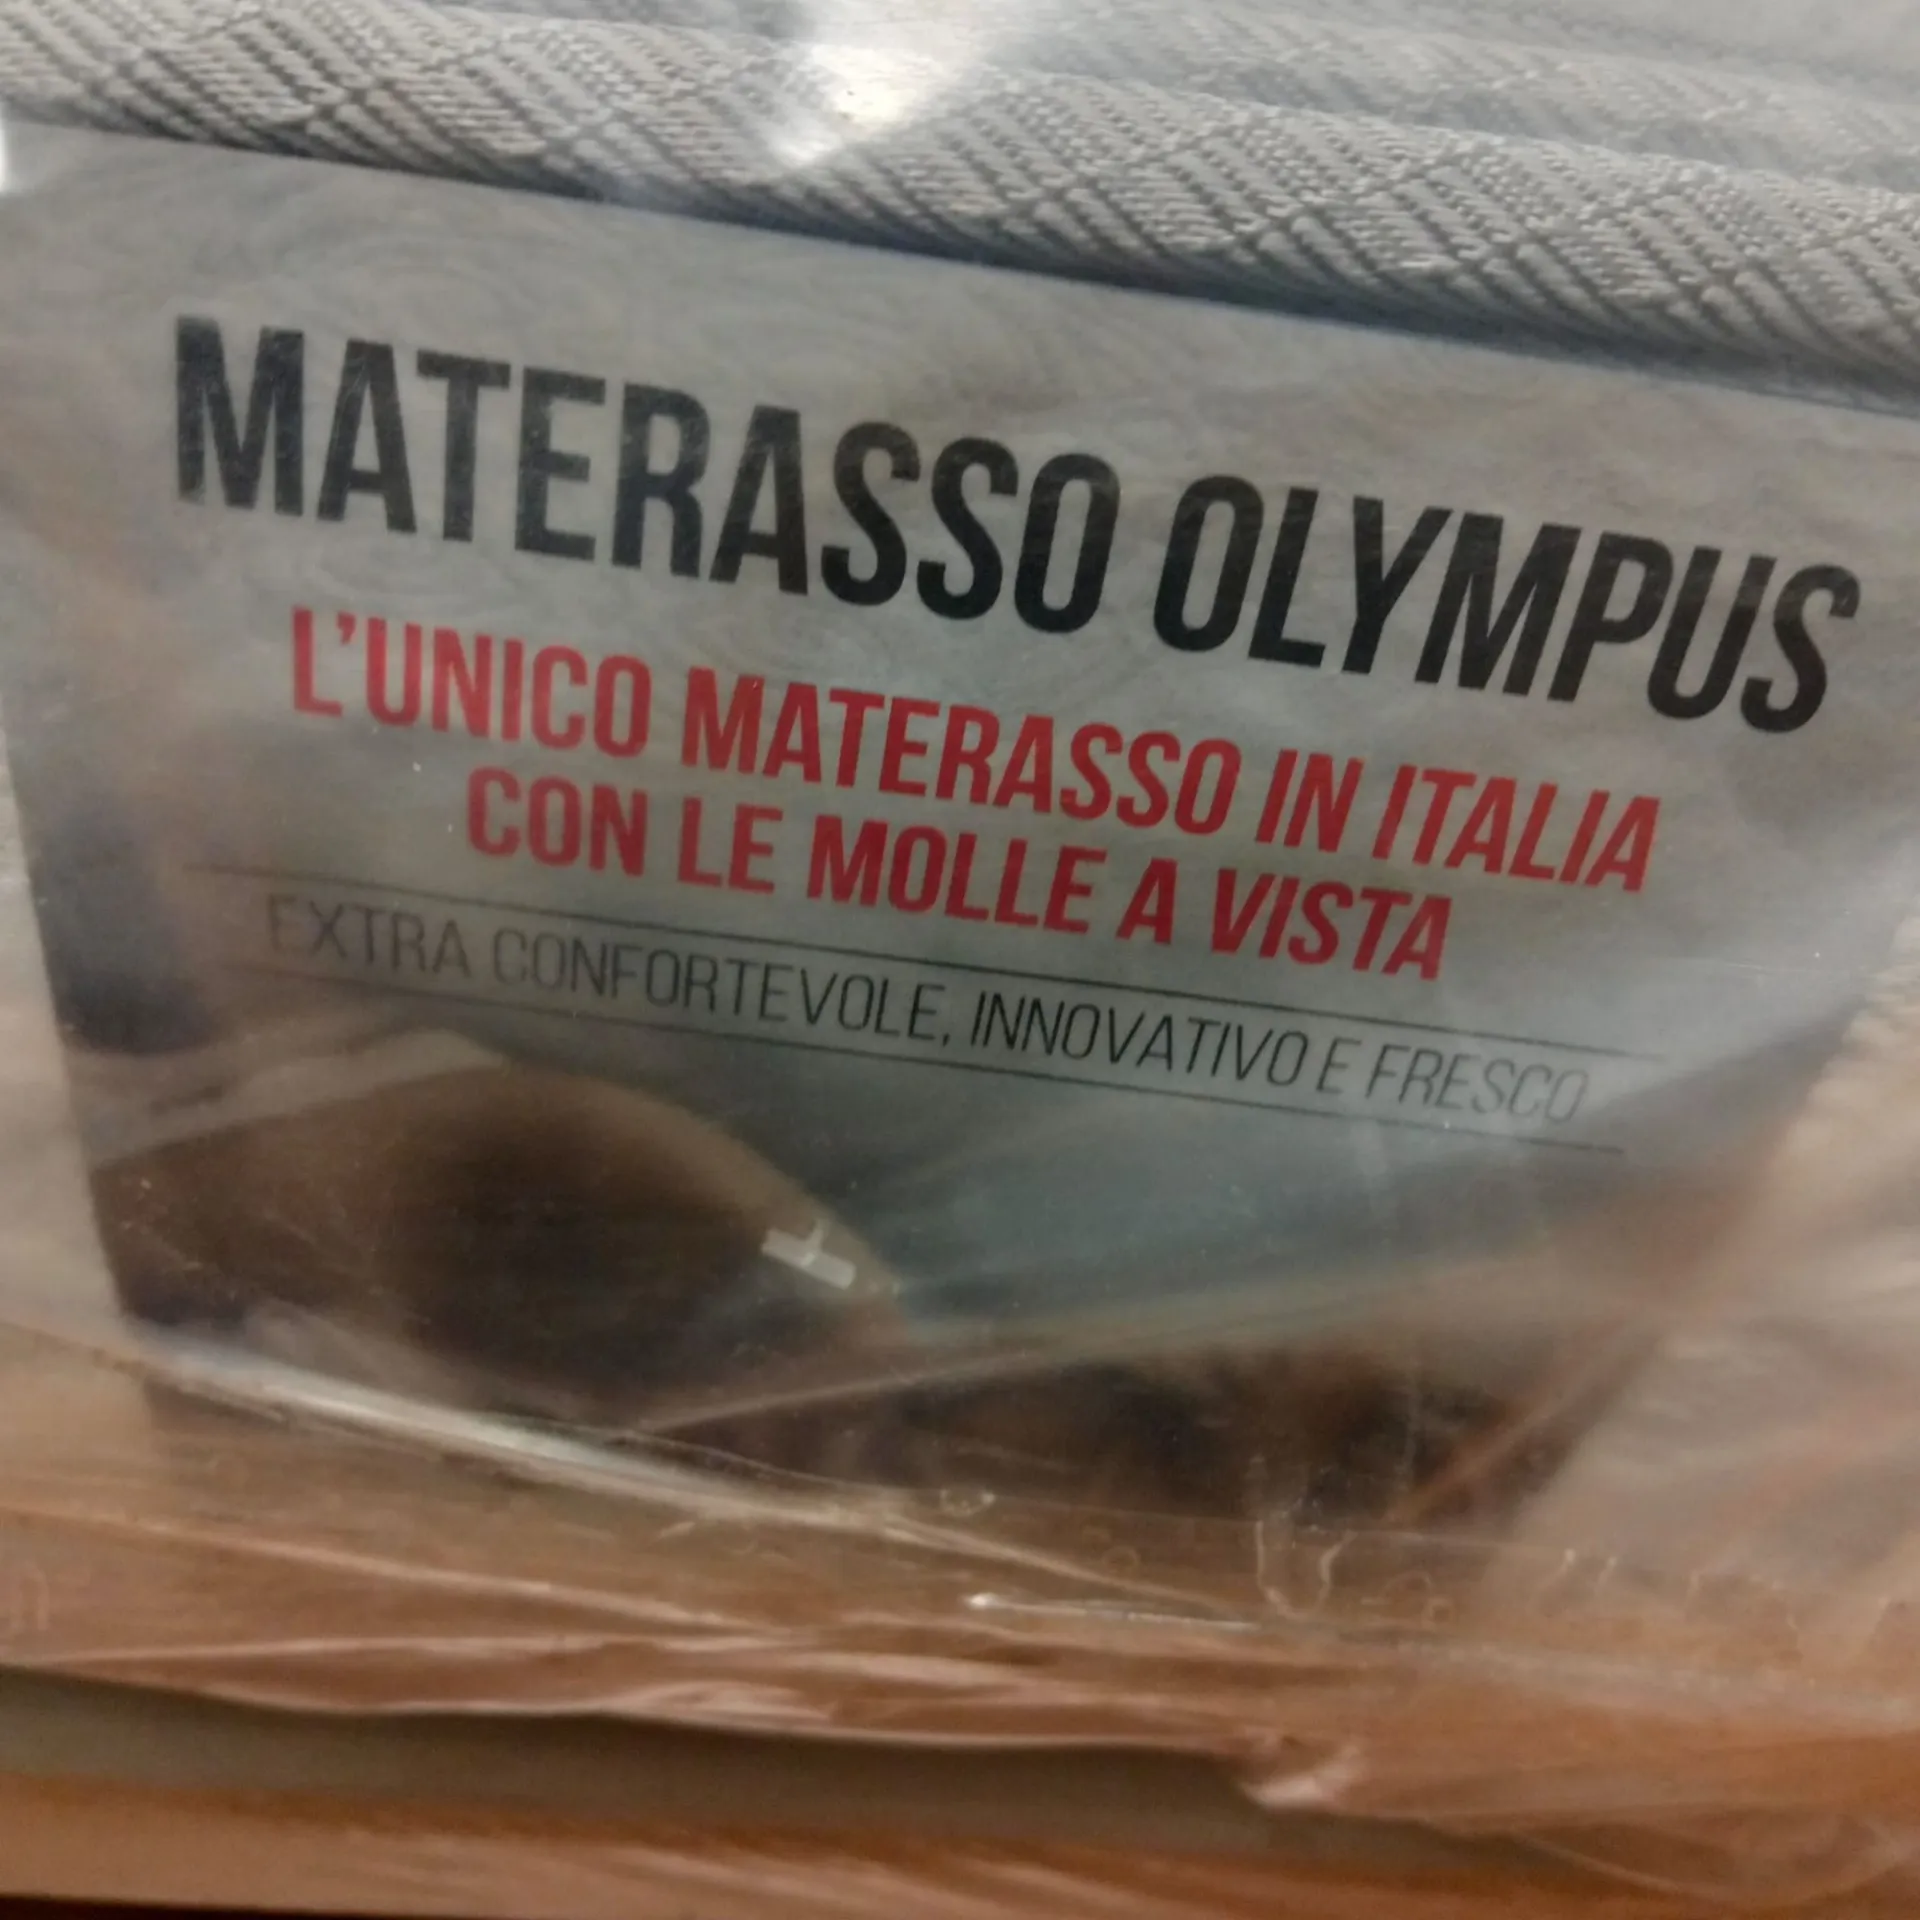 MATERASSO OLYMPUS
L'UNICO MATERASSO IN ITALIA
CON LE MOLLE A VISTA
EXTRA CONFORTEVOLE, INNOVATIVO E FRESCO